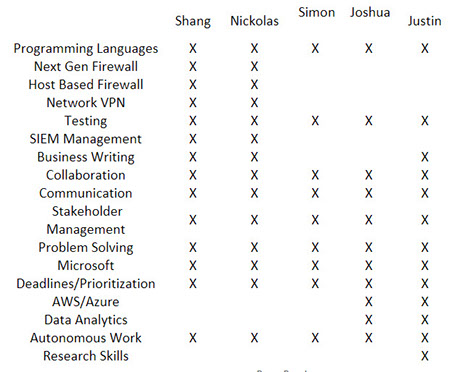 Shang Nickolas Simon Joshua Justin
Programming Languages X X X X X
Next Gen Firewall X X
Host Based Firewall X X
Network VPN X X
Testing X X X X X
SIEM Management X X
Business Writing X X X
Collaboration X X X X X
Communication X X X X X
Stakeholder
Management X X X X X
Problem Solving X X X X X
Microsoft X X X X X
Deadlines/Prioritization X X X X X
AWS/Azure X X
Data Analytics X X
Autonomous Work X X X X X
Research Skills X